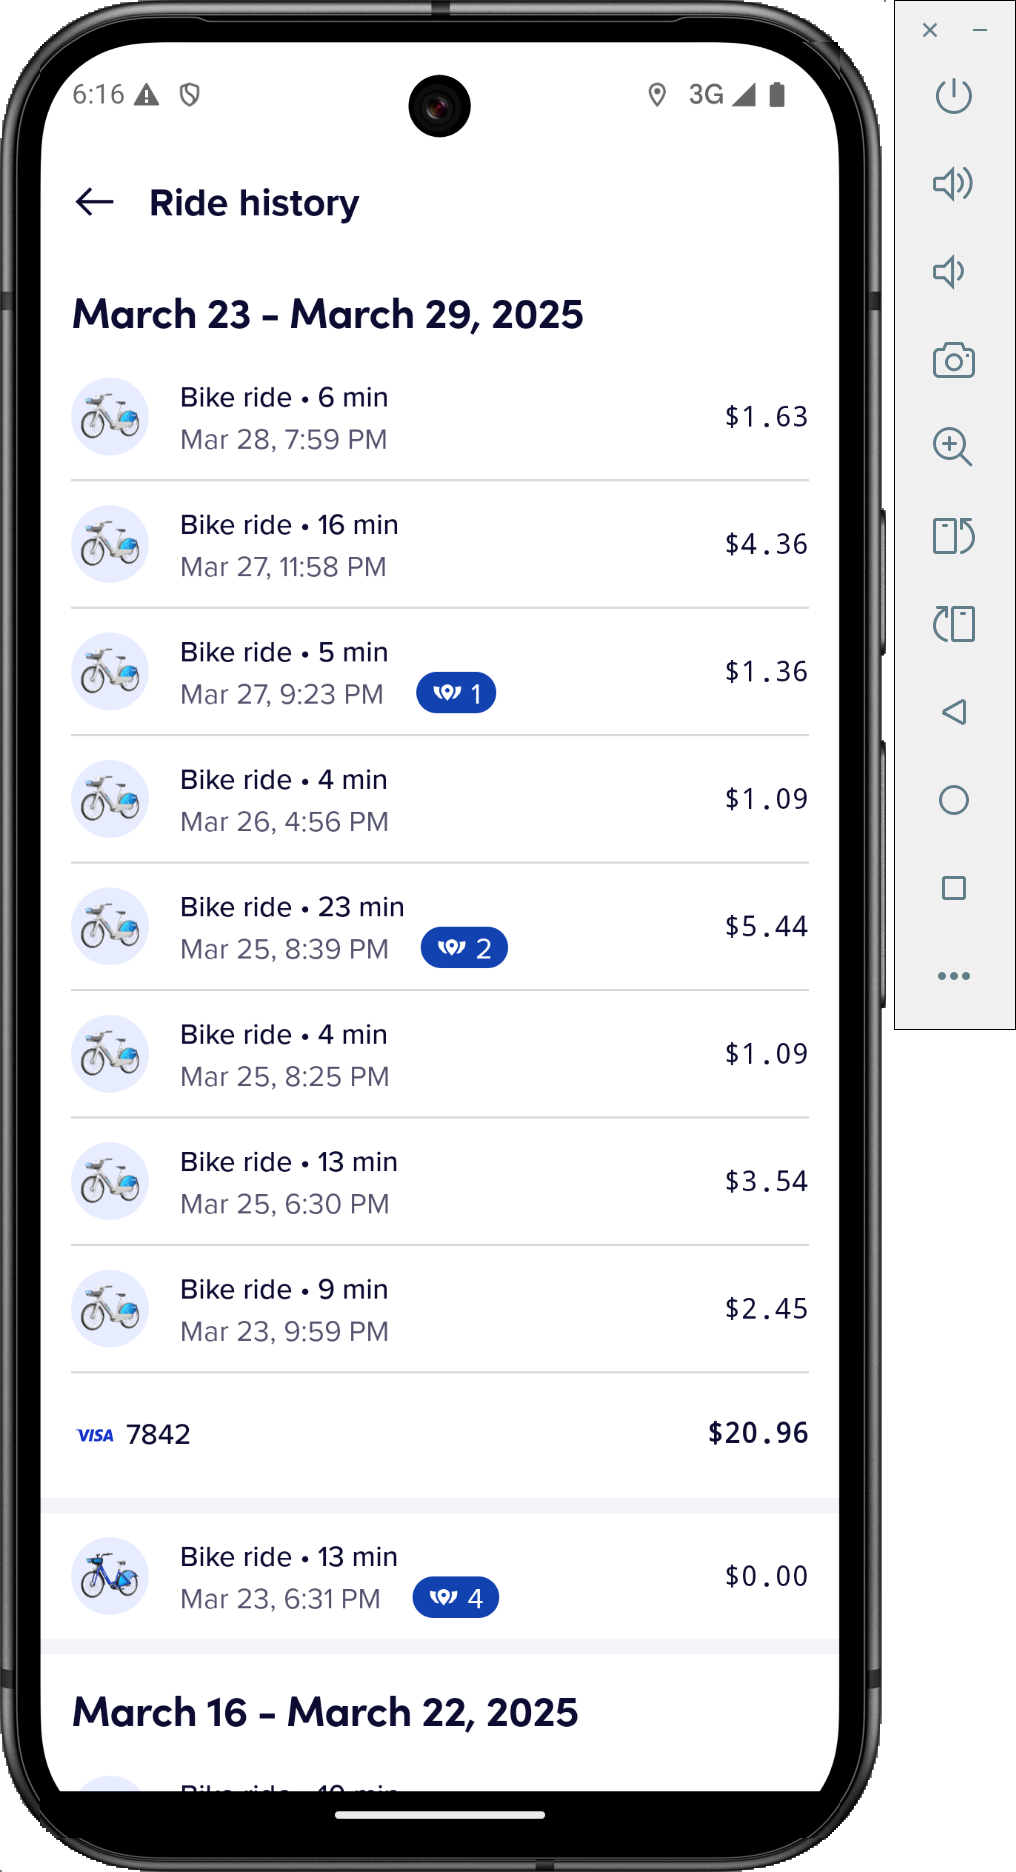 6:16 3G
Ride history
March 23 - March 29, 2025
Bike ride • 6 min
Mar 28, 7:59 PM
$1.63
Bike ride • 16 min
Mar 27, 11:58 PM
$4.36
Bike ride • 5 min
Mar 27, 9:23 PM 1
$1.36
Bike ride • 4 min
Mar 26, 4:56 PM
$1.09
Bike ride • 23 min
Mar 25, 8:39 PM 2
$5.44
Bike ride • 4 min
Mar 25, 8:25 PM
$1.09
Bike ride • 13 min
Mar 25, 6:30 PM
$3.54
Bike ride • 9 min
Mar 23, 9:59 PM
$2.45
VISA 7842 $20.96
Bike ride • 13 min
Mar 23, 6:31 PM 4
$0.00
March 16 - March 22, 2025
Bike ride • 10 min